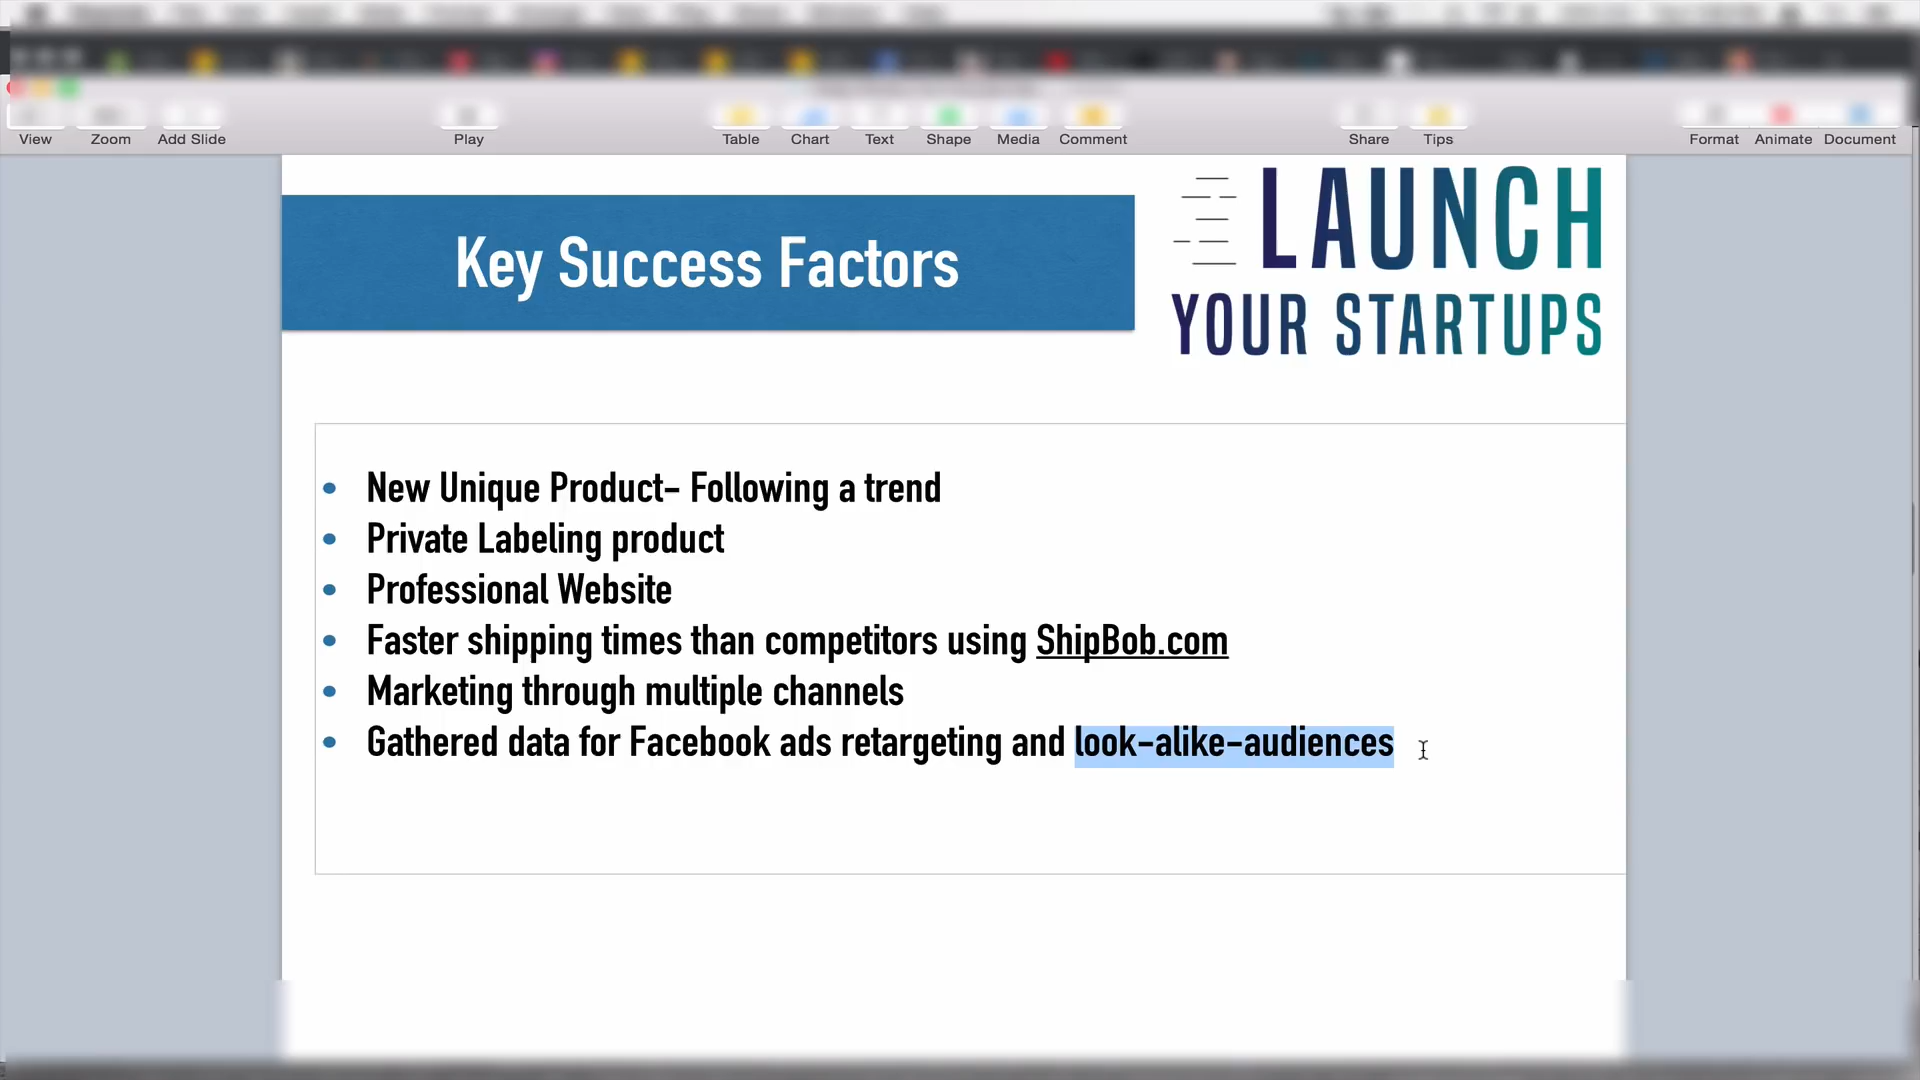 View Zoom Add Slide Play Table Chart Text Shape Media Comment Share Tips Format Animate Document
LAUNCH
YOUR STARTUPS
Key Success Factors
• New Unique Product- Following a trend
• Private Labeling product
• Professional Website
• Faster shipping times than competitors using ShipBob.com
• Marketing through multiple channels
• Gathered data for Facebook ads retargeting and look-alike-audiences